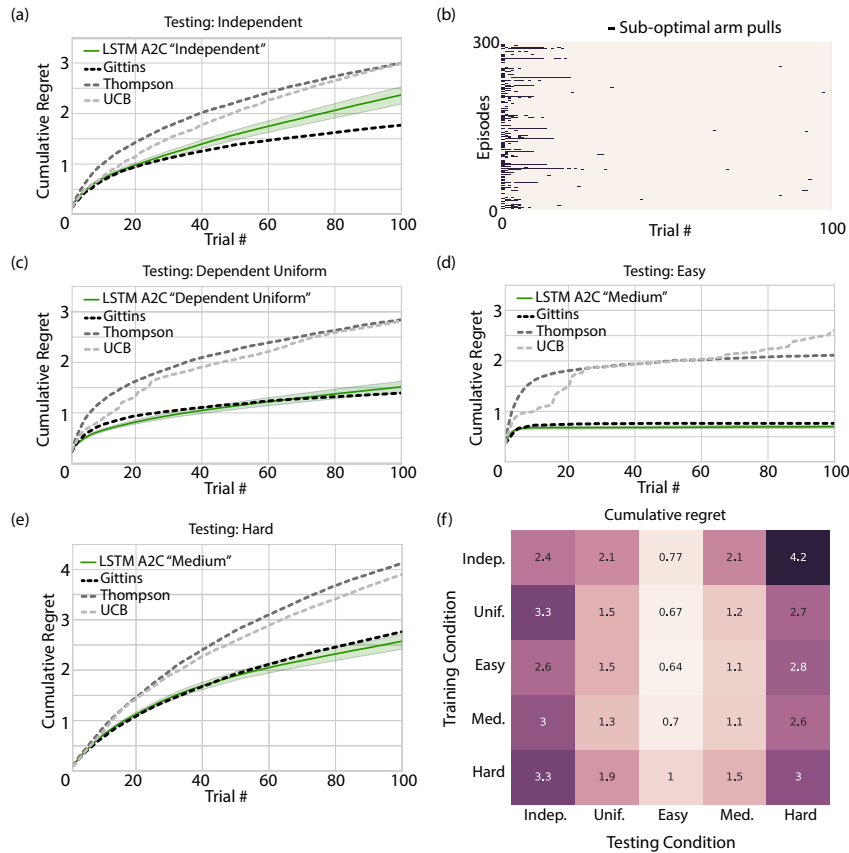 (a)
Testing: Independent
LSTM A2C “Independent”
Gittins
Thompson
UCB
Cumulative Regret
3
2
1
0
20
40
60
80
100
Trial #
(b)
Sub-optimal arm pulls
300
Episodes
0
0
100
Trial #
(c)
Testing: Dependent Uniform
LSTM A2C “Dependent Uniform”
Gittins
Thompson
UCB
Cumulative Regret
3
2
1
0
20
40
60
80
100
Trial #
(d)
Testing: Easy
LSTM A2C “Medium”
Gittins
Thompson
UCB
Cumulative Regret
3
2
1
0
20
40
60
80
100
Trial #
(e)
Testing: Hard
LSTM A2C “Medium”
Gittins
Thompson
UCB
Cumulative Regret
4
3
2
1
0
20
40
60
80
100
Trial #
(f)
Cumulative regret
Training Condition
Indep. 2.4 2.1 0.77 2.1 4.2
Unif. 3.3 1.5 0.67 1.2 2.7
Easy 2.6 1.5 0.64 1.1 2.8
Med. 3 1.3 0.7 1.1 2.6
Hard 3.3 1.9 1 1.5 3
Indep. Unif. Easy Med. Hard
Testing Condition